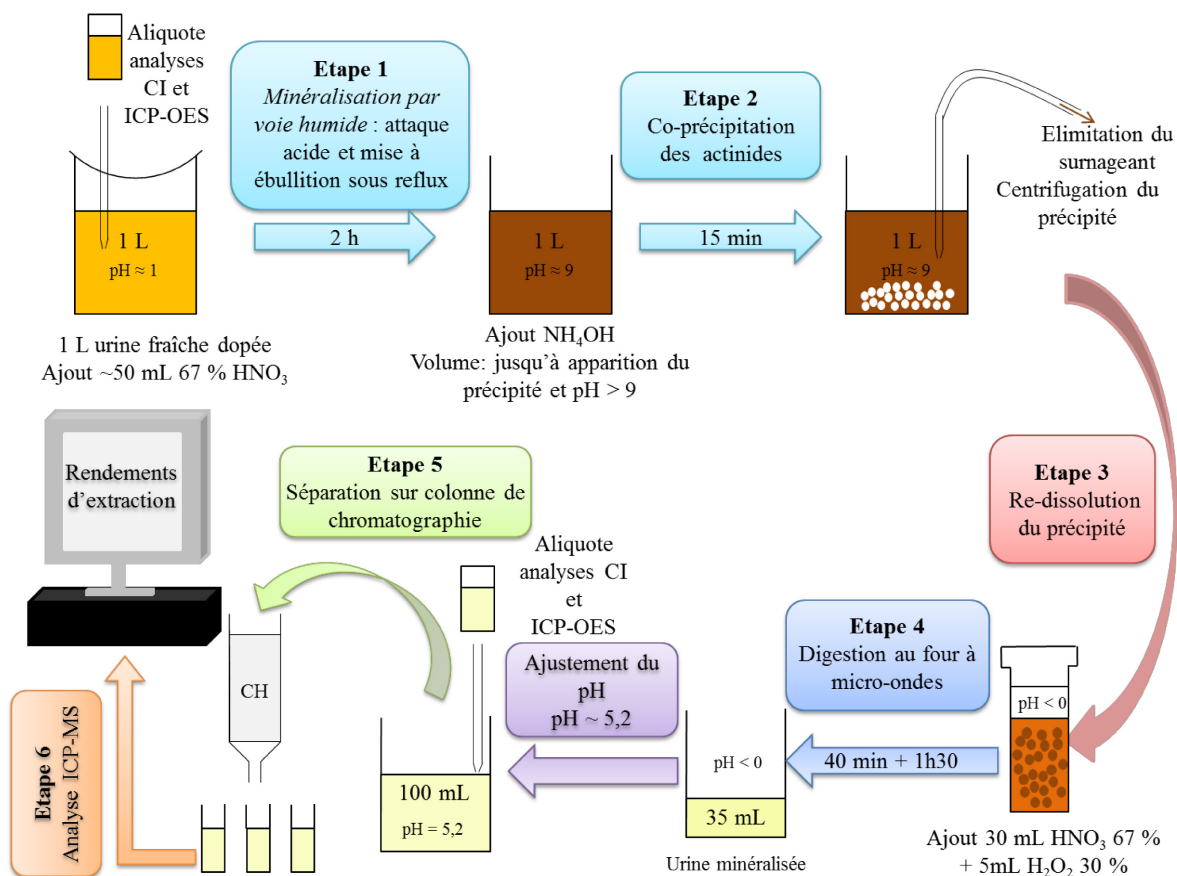 Aliquote
analyses
CI et
ICP-OES
1 L
pH ≈ 1
1 L urine fraîche dopée
Ajout ~50 mL 67 % HNO₃
Etape 1
Minéralisation par
voie humide : attaque
acide et mise à
ébullition sous reflux
2 h
1 L
pH ≈ 9
Ajout NH₄OH
Volume: jusqu’à apparition du
précipité et pH > 9
Etape 2
Co-précipitation
des actinides
15 min
1 L
pH ≈ 9
Elimitation du
surnageant
Centrifugation du
précipité
Etape 3
Re-dissolution
du précipité
pH < 0
Ajout 30 mL HNO₃ 67 %
+ 5mL H₂O₂ 30 %
Etape 4
Digestion au four à
micro-ondes
40 min + 1h30
pH < 0
35 mL
Urine minéralisée
Ajustement du
pH
pH ~ 5,2
Aliquote
analyses CI
et
ICP-OES
100 mL
pH = 5,2
Etape 5
Séparation sur colonne de
chromatographie
CH
Etape 6
Analyse ICP-MS
Rendements
d’extraction